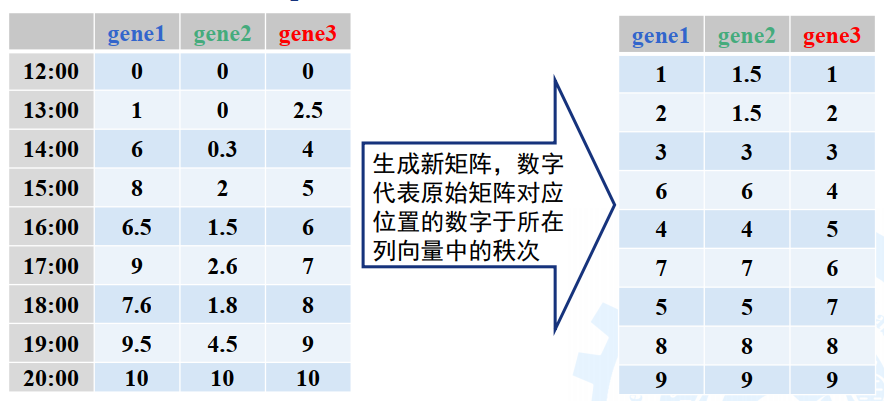 gene1 gene2 gene3
12:00 0 0 0
13:00 1 0 2.5
14:00 6 0.3 4
15:00 8 2 5
16:00 6.5 1.5 6
17:00 9 2.6 7
18:00 7.6 1.8 8
19:00 9.5 4.5 9
20:00 10 10 10
生成新矩阵，数字
代表原始矩阵对应
位置的数字于所在
列向量中的秩次
gene1 gene2 gene3
1 1.5 1
2 1.5 2
3 3 3
6 6 4
4 4 5
7 7 6
5 5 7
8 8 8
9 9 9